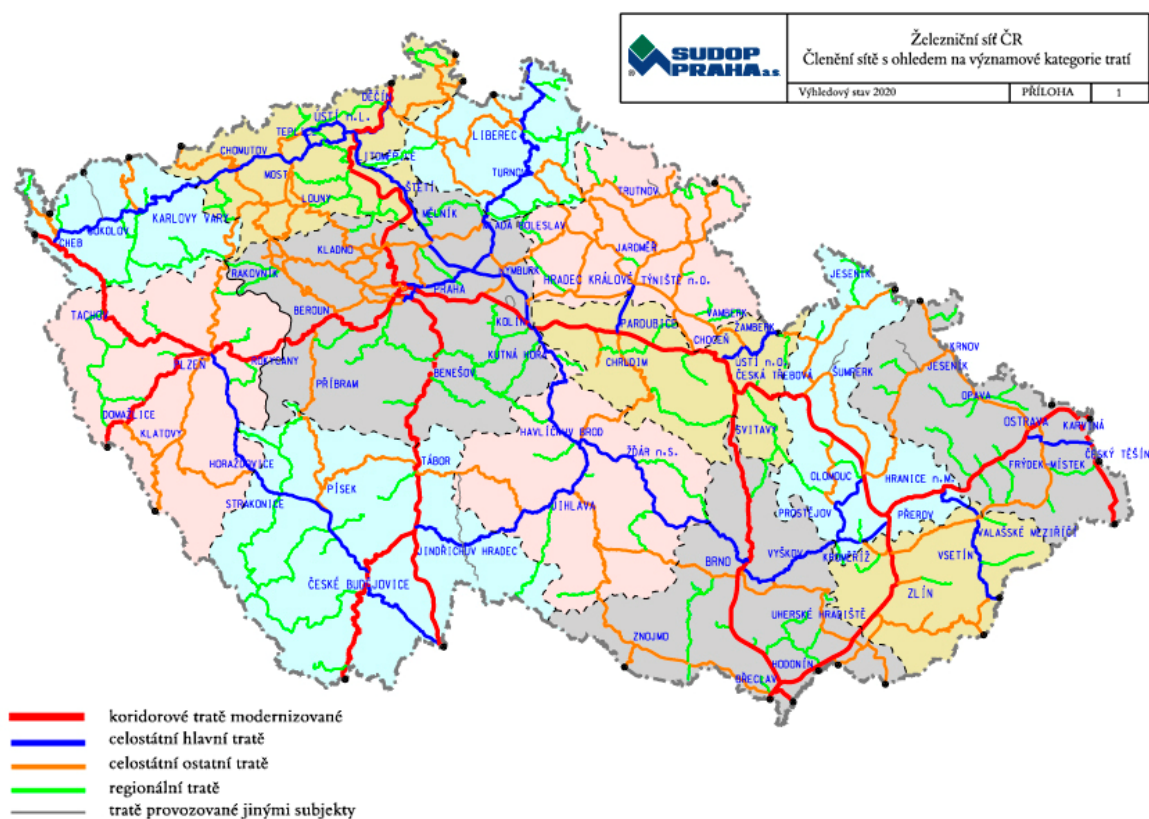 SUDOP
PRAHA a.s.
®
Železniční síť ČR
Členění sítě s ohledem na významové kategorie tratí
Výhledový stav 2020
PŘÍLOHA
1
DĚČÍN
ÚSTÍ n.L.
TEPLICE
CHOMUTOV
LITOMĚŘICE
LIBEREC
MOST
TURNOV
ŠTĚTÍ
TRUTNOV
LOUNY
MĚLNÍK
KARLOVY VARY
MLADÁ BOLESLAV
SOKOLOV
CHEB
KLADNO
JAROMĚŘ
RAKOVNÍK
NYMBURK
HRADEC KRÁLOVÉ
TÝNIŠTĚ n.O.
JESENÍK
PRAHA
TACHOV
BEROUN
KOLÍN
PARDUBICE
VAMBERK
ŽAMBERK
CHOCEŇ
KRNOV
PLZEŇ
ROKYCANY
KUTNÁ HORA
CHRUDIM
ÚSTÍ n.O.
JESENÍK
PŘÍBRAM
BENEŠOV
ČESKÁ TŘEBOVÁ
ŠUMPERK
OPAVA
DOMAŽLICE
OSTRAVA
KARVINÁ
KLATOVY
HAVLÍČKUV BROD
SVITAVY
ČESKÝ TĚŠÍN
HORAŽĎOVICE
TÁBOR
ŽĎÁR n.S.
FRÝDEK-MÍSTEK
PÍSEK
OLOMOUC
HRANICE n.M.
STRAKONICE
JIHLAVA
PROSTĚJOV
PŘEROV
VALAŠSKÉ MEZIŘÍČÍ
JINDŘICHUV HRADEC
VYŠKOV
KROMĚŘÍŽ
VSETÍN
BRNO
ČESKÉ BUDĚJOVICE
ZLÍN
UHERSKÉ HRADIŠTĚ
ZNOJMO
HODONÍN
BŘECLAV
koridorové tratě modernizované
celostátní hlavní tratě
celostátní ostatní tratě
regionální tratě
tratě provozované jinými subjekty